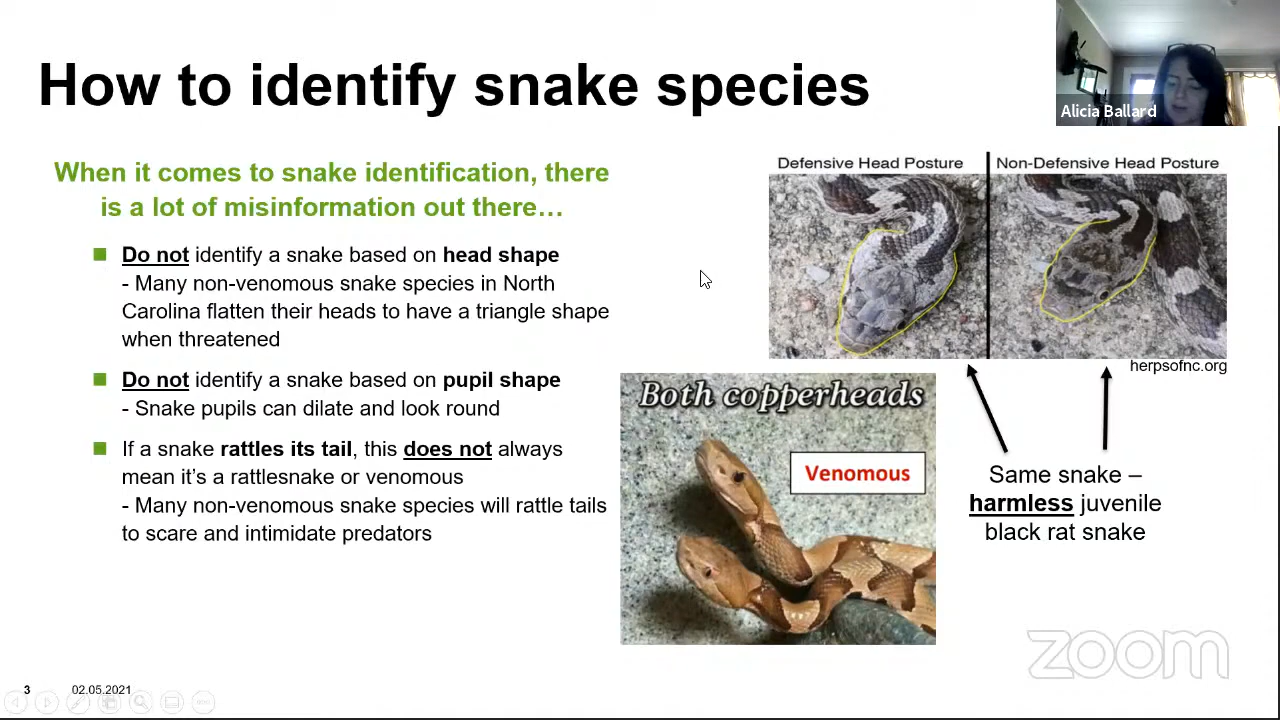 How to identify snake species
Alicia Ballard
When it comes to snake identification, there
is a lot of misinformation out there…
Do not identify a snake based on head shape
- Many non-venomous snake species in North
Carolina flatten their heads to have a triangle shape
when threatened
Do not identify a snake based on pupil shape
- Snake pupils can dilate and look round
If a snake rattles its tail, this does not always
mean it’s a rattlesnake or venomous
- Many non-venomous snake species will rattle tails
to scare and intimidate predators
Defensive Head Posture
Non-Defensive Head Posture
herpsofnc.org
Both copperheads
Venomous
Same snake –
harmless juvenile
black rat snake
zoom
3
02.05.2021